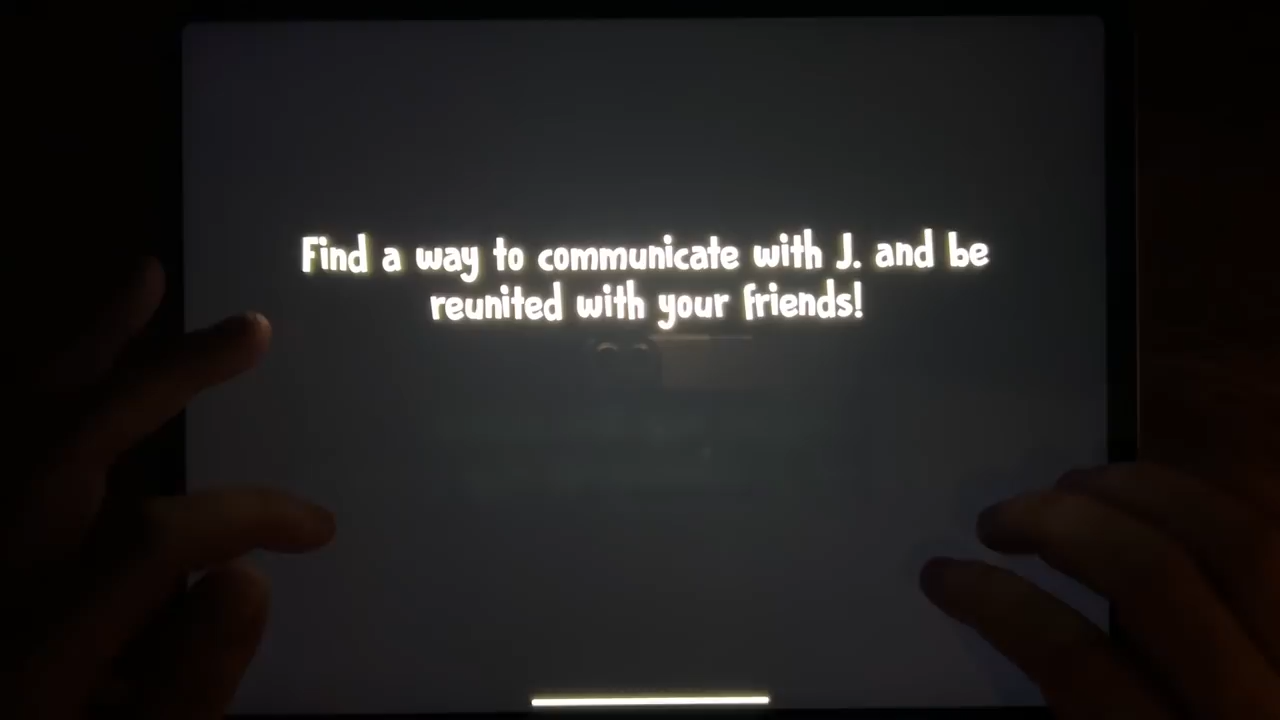 Find a way to communicate with J. and be
reunited with your friends!